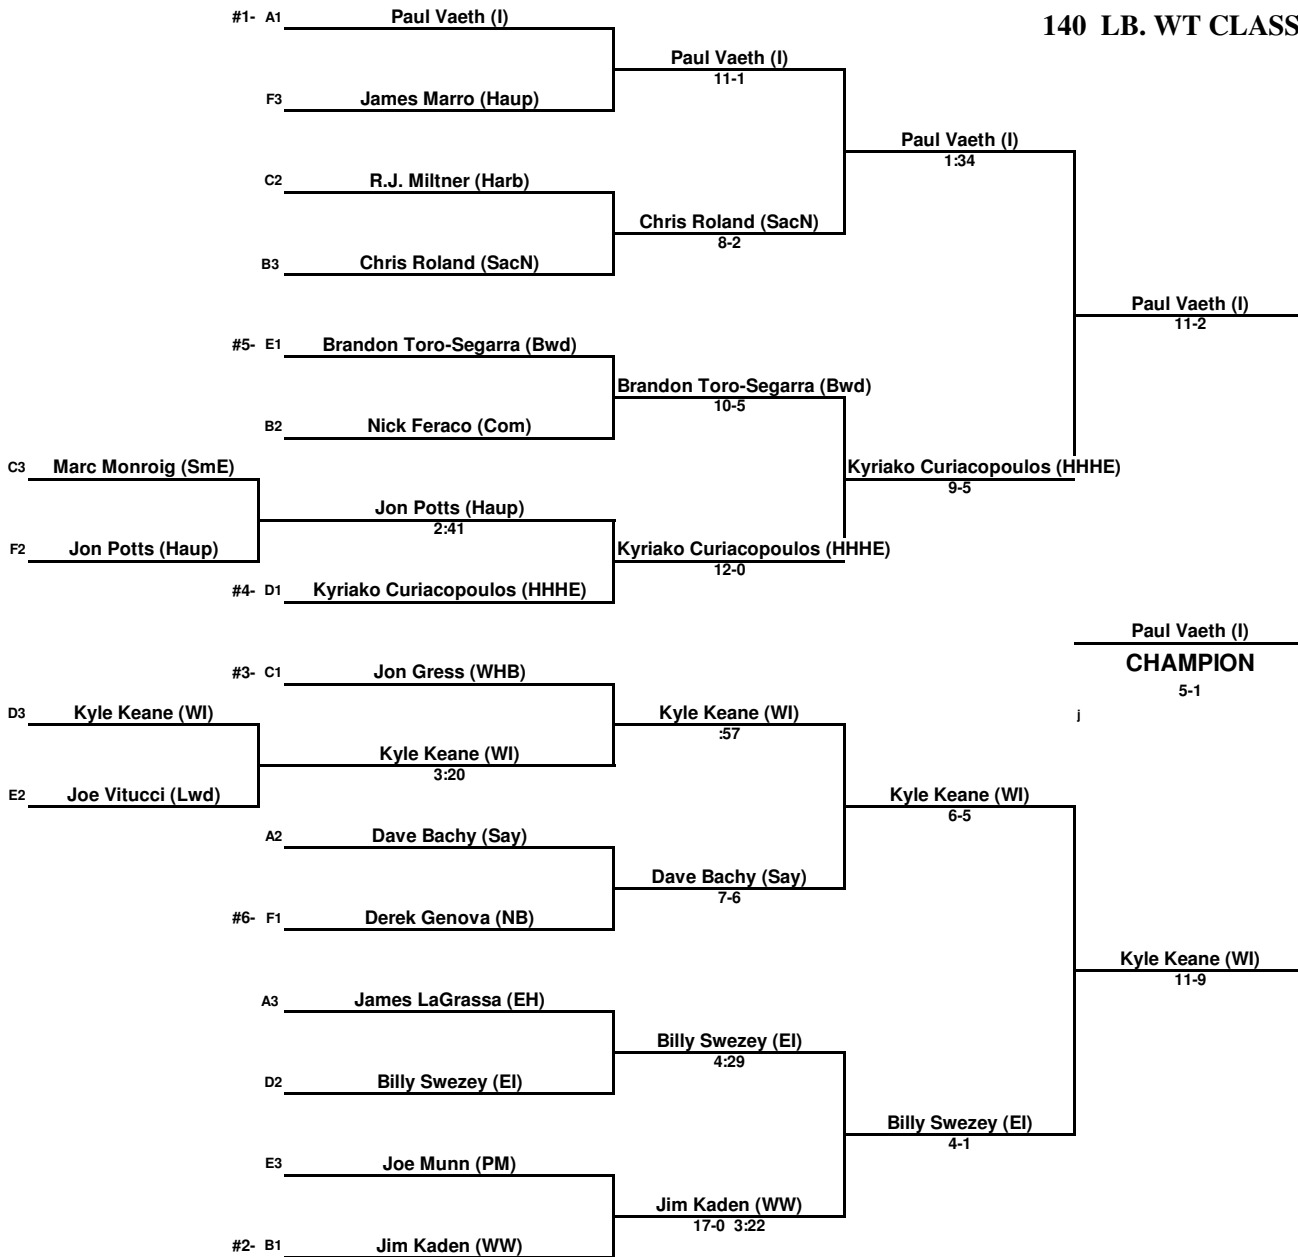 #1- A1 Paul Vaeth (I)
140 LB. WT CLASS
Paul Vaeth (I)
11-1
F3 James Marro (Haup)
Paul Vaeth (I)
1:34
C2 R.J. Miltner (Harb)
Chris Roland (SacN)
8-2
B3 Chris Roland (SacN)
Paul Vaeth (I)
11-2
#5- E1 Brandon Toro-Segarra (Bwd)
Brandon Toro-Segarra (Bwd)
10-5
B2 Nick Feraco (Com)
C3 Marc Monroig (SmE)
Kyriako Curiacopoulos (HHHE)
9-5
Jon Potts (Haup)
2:41
F2 Jon Potts (Haup)
Kyriako Curiacopoulos (HHHE)
12-0
#4- D1 Kyriako Curiacopoulos (HHHE)
Paul Vaeth (I)
CHAMPION
5-1
j
#3- C1 Jon Gress (WHB)
D3 Kyle Keane (WI)
Kyle Keane (WI)
:57
Kyle Keane (WI)
3:20
E2 Joe Vitucci (Lwd)
Kyle Keane (WI)
6-5
A2 Dave Bachy (Say)
Dave Bachy (Say)
7-6
#6- F1 Derek Genova (NB)
Kyle Keane (WI)
11-9
A3 James LaGrassa (EH)
Billy Swezey (EI)
4:29
D2 Billy Swezey (EI)
Billy Swezey (EI)
4-1
E3 Joe Munn (PM)
Jim Kaden (WW)
17-0 3:22
#2- B1 Jim Kaden (WW)